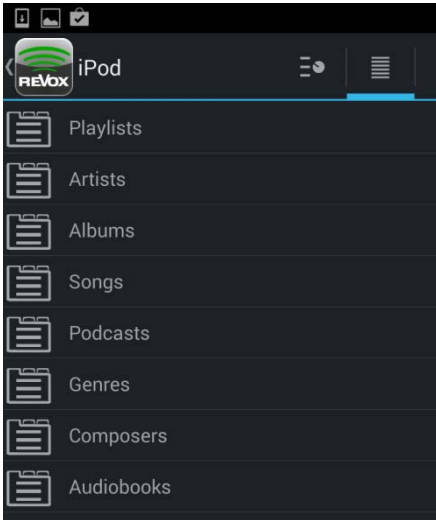 REVOX iPod
Playlists
Artists
Albums
Songs
Podcasts
Genres
Composers
Audiobooks